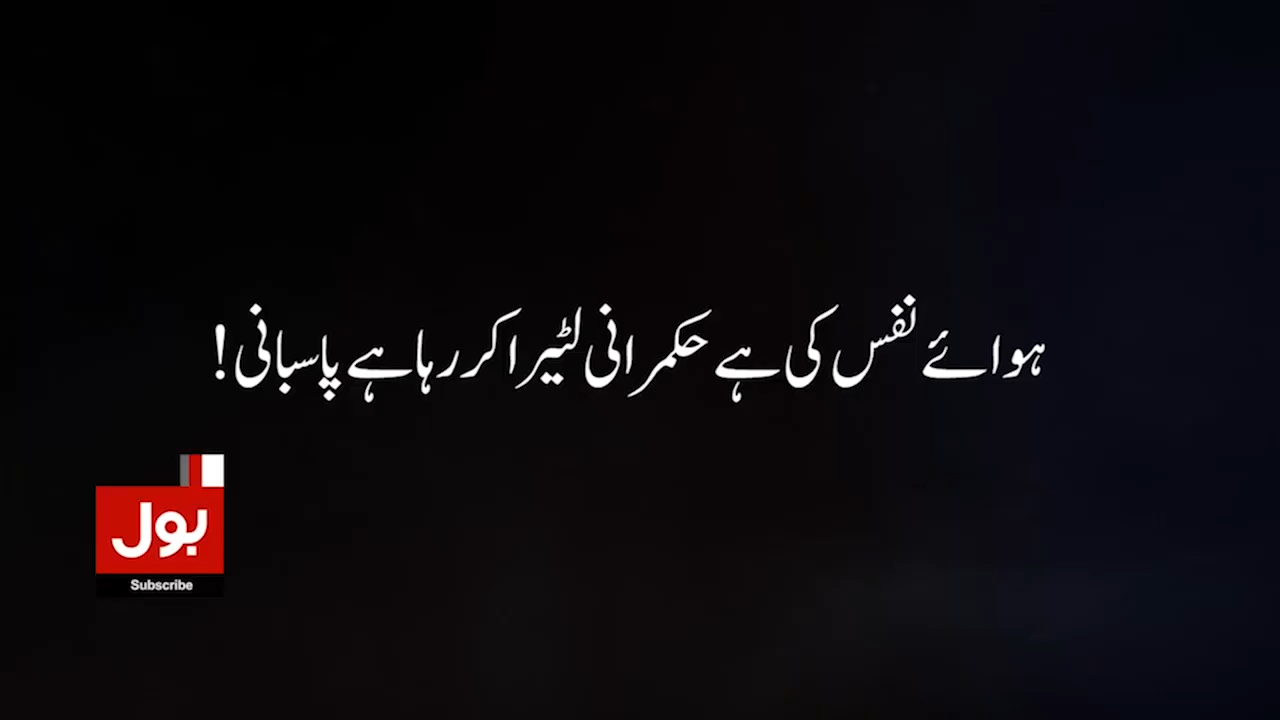 ہوائے نفس کی ہے حکمرانی لٹیرا کر رہا ہے پاسبانی!
بول
Subscribe